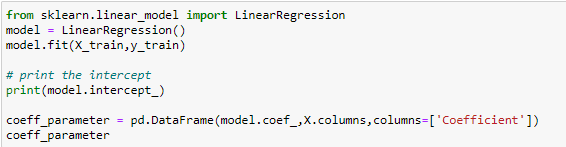 from sklearn.linear_model import LinearRegression
model = LinearRegression()
model.fit(X_train,y_train)
# print the intercept
print(model.intercept_)
coeff_parameter = pd.DataFrame(model.coef_,X.columns,columns=['Coefficient'])
coeff_parameter